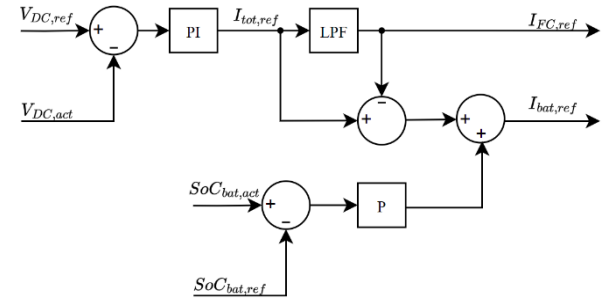 V_{DC,ref}
I_{tot,ref}
I_{FC,ref}
+
−
PI
LPF
V_{DC,act}
−
+
+
+
I_{bat,ref}
SoC_{bat,act}
+
−
P
SoC_{bat,ref}